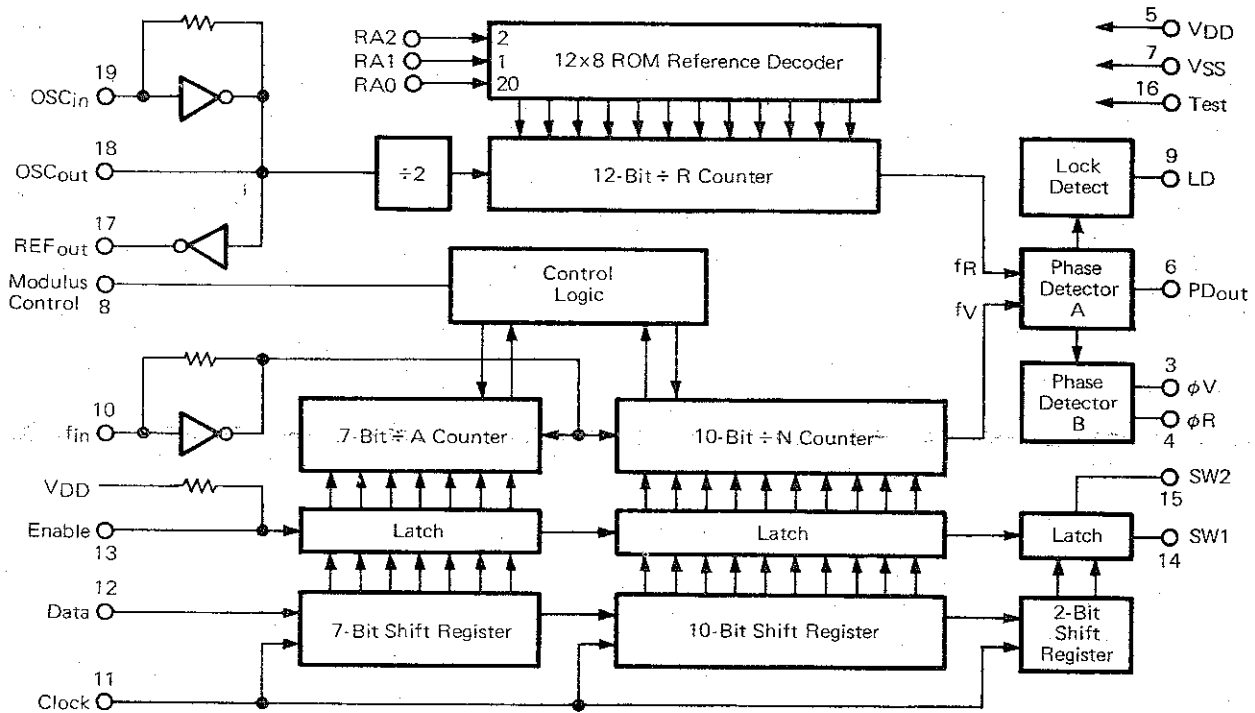 19
OSCin
18
OSCout
17
REFout
Modulus
Control
8
10
fin
VDD
Enable
13
12
Data
11
Clock
RA2
RA1
RA0
2
1
20
12x8 ROM Reference Decoder
÷2
12-Bit ÷ R Counter
Control
Logic
7-Bit ÷ A Counter
10-Bit ÷ N Counter
Latch
Latch
Latch
7-Bit Shift Register
10-Bit Shift Register
2-Bit
Shift
Register
fR
fV
Lock
Detect
Phase
Detector
A
Phase
Detector
B
5
VDD
7
VSS
16
Test
9
LD
6
PDout
3
ϕV
ϕR
4
SW2
15
SW1
14